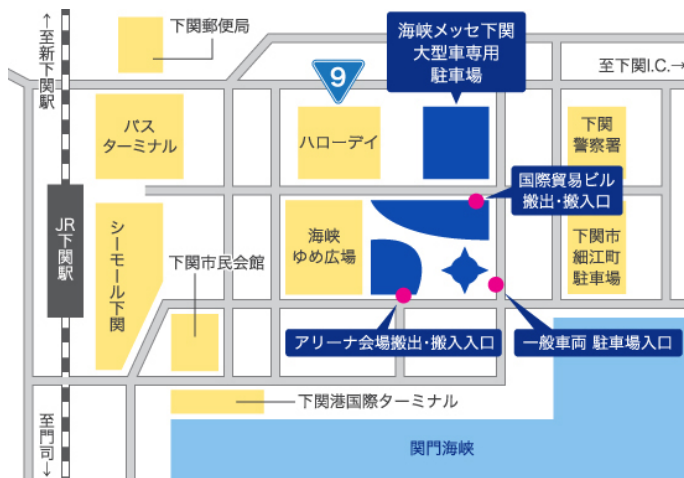 ←至新下関駅
下関郵便局
海峡メッセ下関
大型車専用
駐車場
至下関I.C.→
9
バス
ターミナル
ハローデイ
下関
警察署
国際貿易ビル
搬出・搬入口
JR下関駅
シーモール下関
下関市民会館
海峡
ゆめ広場
下関市
細江町
駐車場
アリーナ会場搬出・搬入入口
一般車両 駐車場入口
下関港国際ターミナル
至門司→
関門海峡